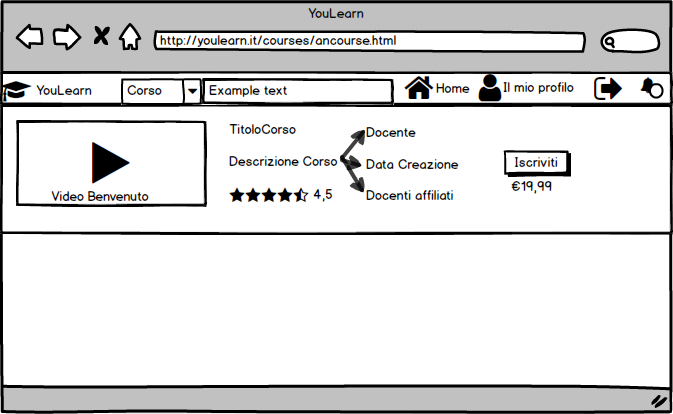 YouLearn
http://youlearn.it/courses/ancourse.html
YouLearn
Corso
Example text
Home
Il mio profilo
TitoloCorso
Docente
Descrizione Corso
Data Creazione
Iscriviti
€19,99
Video Benvenuto
4,5
Docenti affiliati